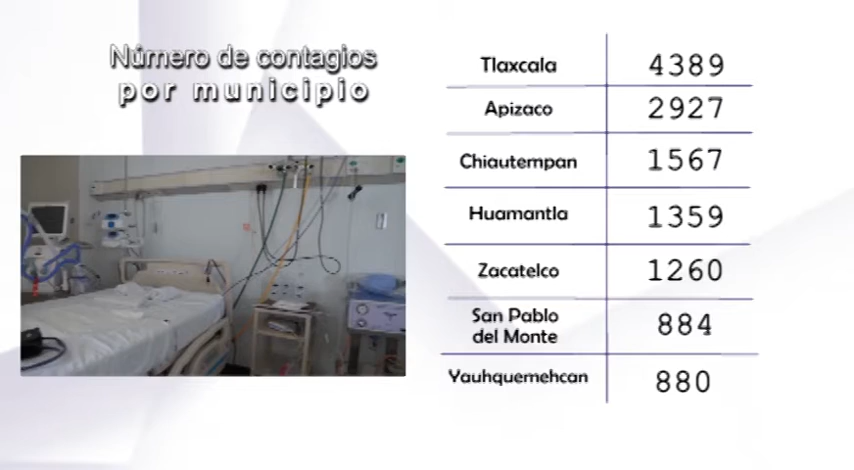 Número de contagios
por municipio
Tlaxcala 4389
Apizaco 2927
Chiautempan 1567
Huamantla 1359
Zacatelco 1260
San Pablo
del Monte 884
Yauhquemehcan 880